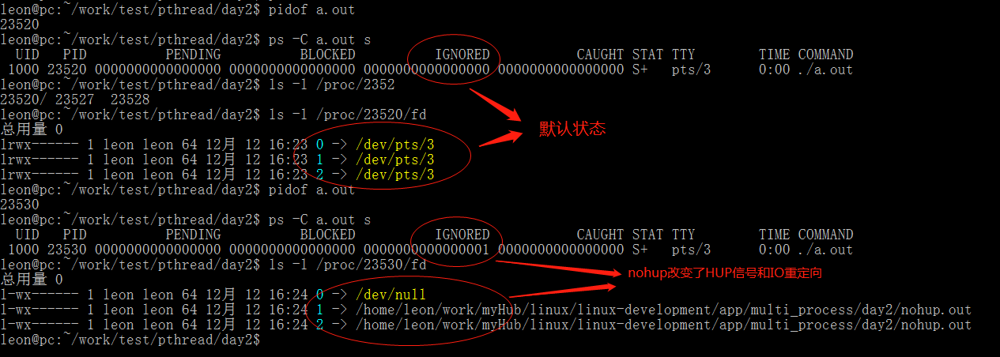 leon@pc:~/work/test/pthread/day2$ pidof a.out
23520
leon@pc:~/work/test/pthread/day2$ ps -C a.out s
UID PID PENDING BLOCKED IGNORED CAUGHT STAT TTY TIME COMMAND
1000 23520 0000000000000000 0000000000000000 0000000000000000 0000000000000000 S+ pts/3 0:00 ./a.out
leon@pc:~/work/test/pthread/day2$ ls -l /proc/2352
23520/ 23527 23528
leon@pc:~/work/test/pthread/day2$ ls -l /proc/23520/fd
总用量 0
lrwx------ 1 leon leon 64 12月 12 16:23 0 -> /dev/pts/3
lrwx------ 1 leon leon 64 12月 12 16:23 1 -> /dev/pts/3
lrwx------ 1 leon leon 64 12月 12 16:23 2 -> /dev/pts/3
默认状态
leon@pc:~/work/test/pthread/day2$ pidof a.out
23530
leon@pc:~/work/test/pthread/day2$ ps -C a.out s
UID PID PENDING BLOCKED IGNORED CAUGHT STAT TTY TIME COMMAND
1000 23530 0000000000000000 0000000000000000 0000000000000001 0000000000000000 S+ pts/3 0:00 ./a.out
leon@pc:~/work/test/pthread/day2$ ls -l /proc/23530/fd
nohup改变了HUP信号和IO重定向
总用量 0
l-wx------ 1 leon leon 64 12月 12 16:24 0 -> /dev/null
l-wx------ 1 leon leon 64 12月 12 16:24 1 -> /home/leon/work/myHub/linux/linux-development/app/multi_process/day2/nohup.out
l-wx------ 1 leon leon 64 12月 12 16:24 2 -> /home/leon/work/myHub/linux/linux-development/app/multi_process/day2/nohup.out
leon@pc:~/work/test/pthread/day2$